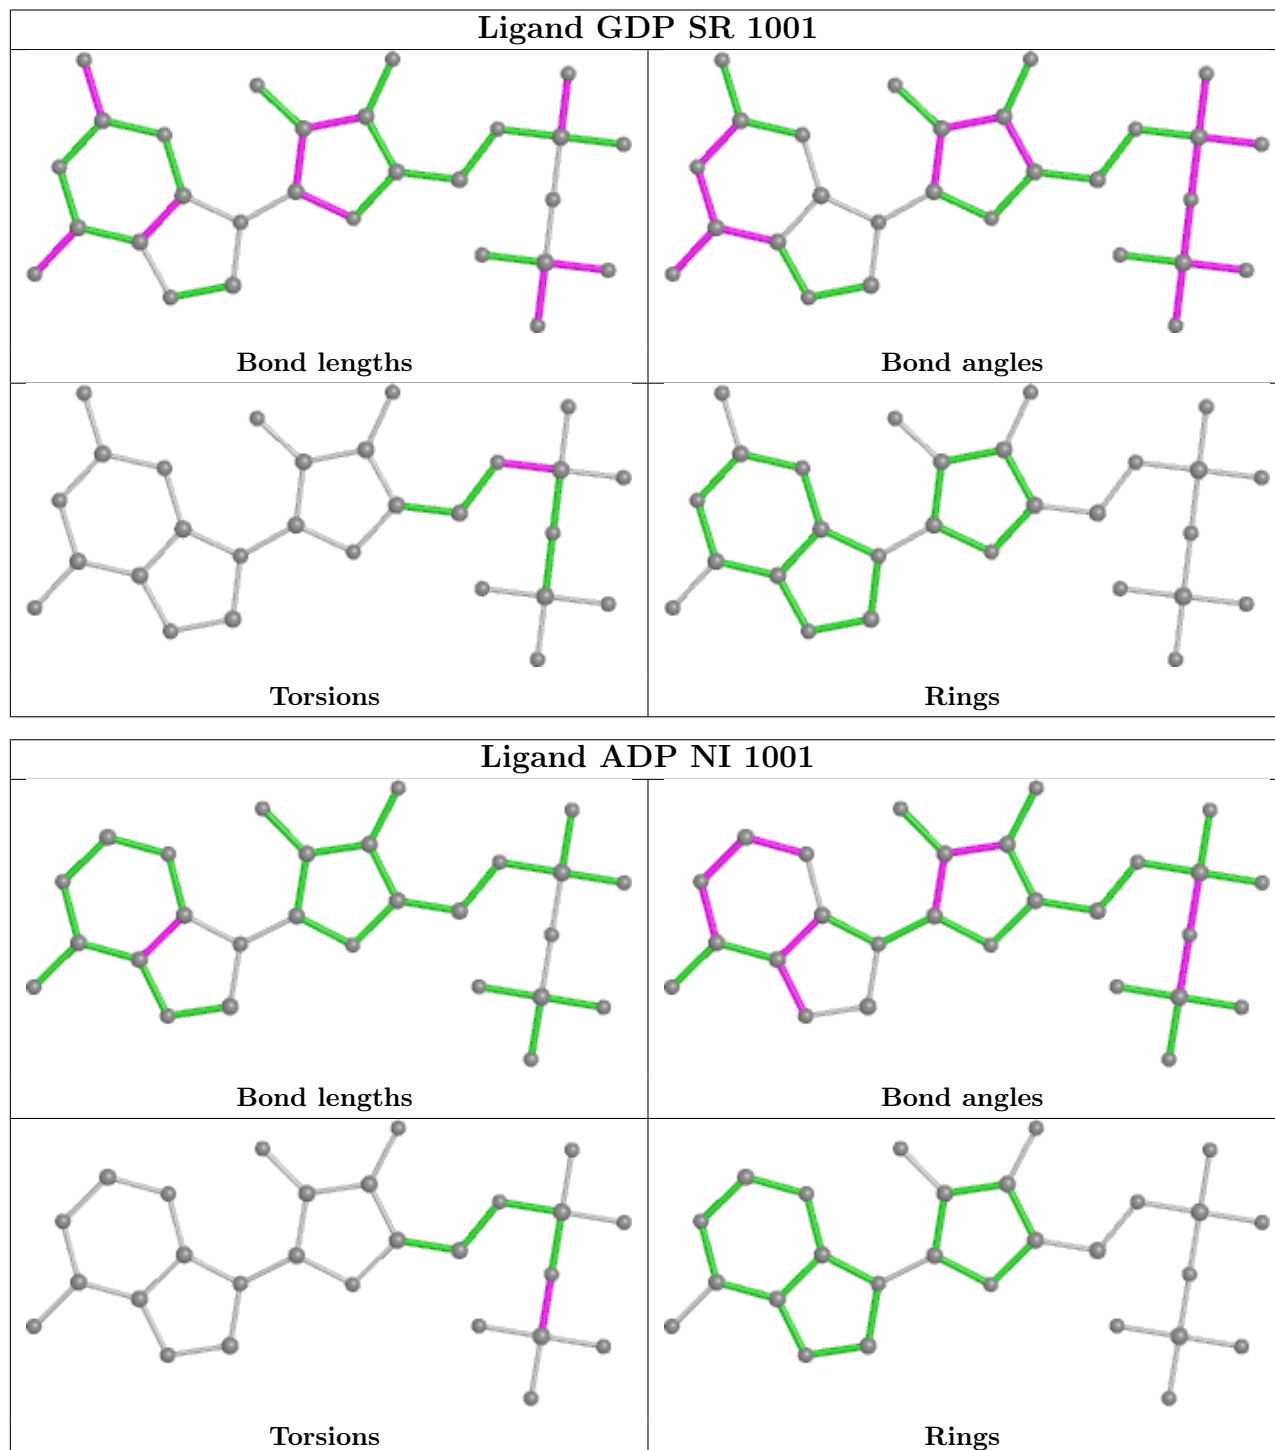 Ligand GDP SR 1001
Bond lengths
Bond angles
Torsions
Rings
Ligand ADP NI 1001
Bond lengths
Bond angles
Torsions
Rings